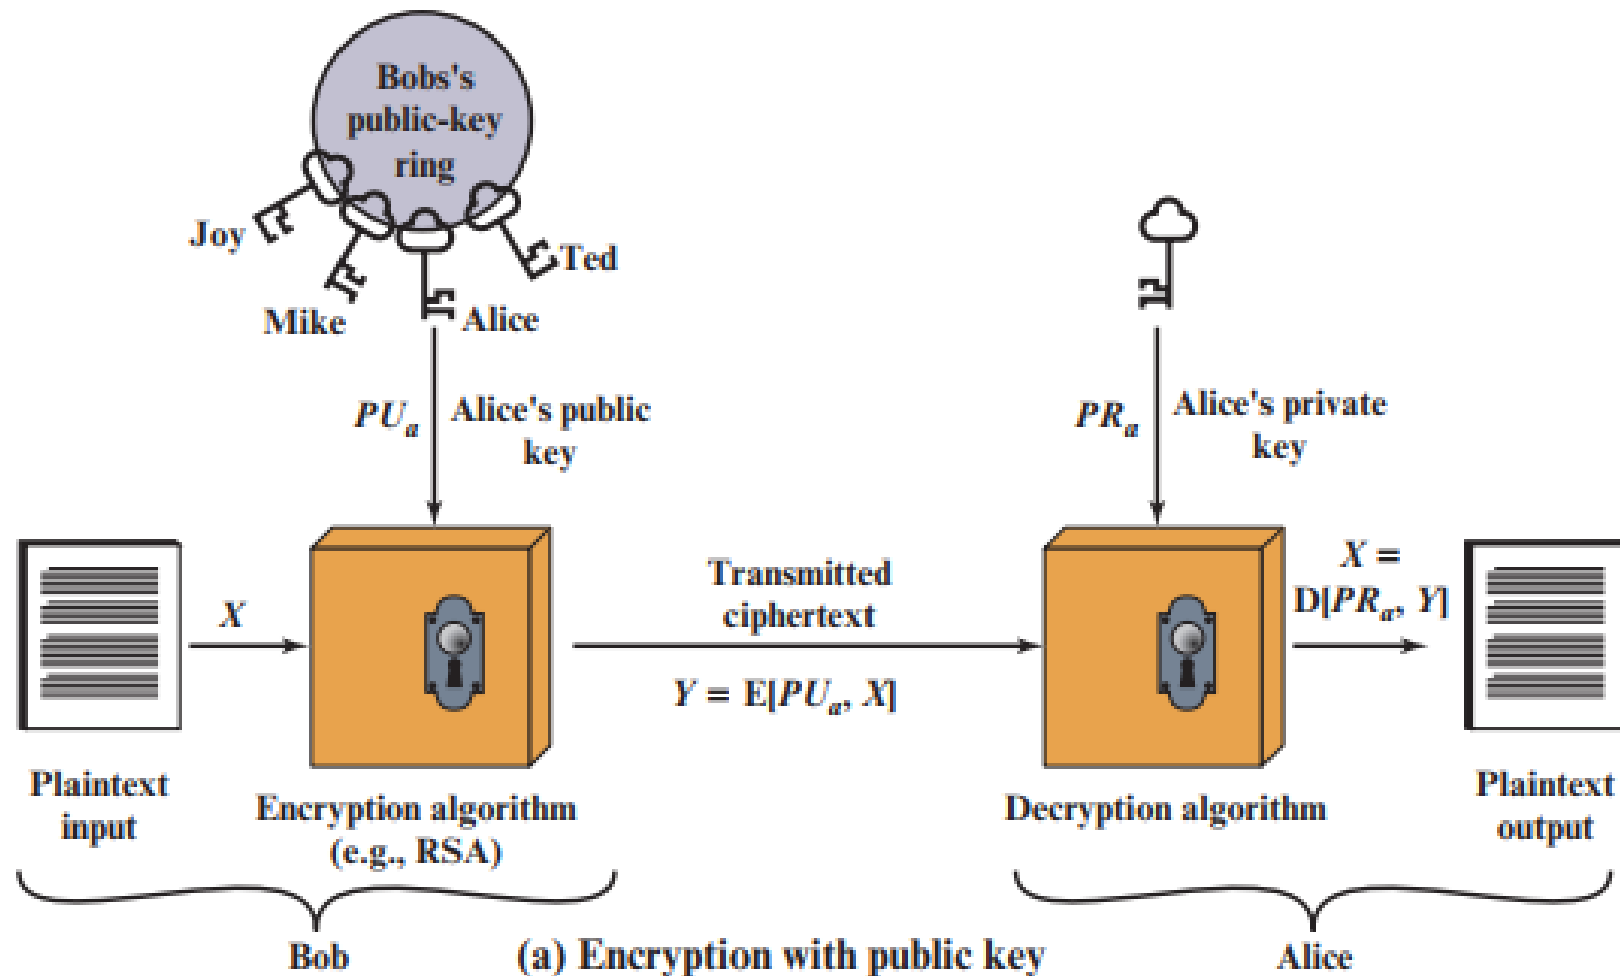 Bobs's
public-key
ring
Joy
Ted
Mike
Alice
PUa
Alice's public
key
PRa
Alice's private
key
X
Transmitted
ciphertext
Y = E[PUa, X]
X =
D[PRa, Y]
Plaintext
input
Encryption algorithm
(e.g., RSA)
Decryption algorithm
Plaintext
output
Bob
(a) Encryption with public key
Alice